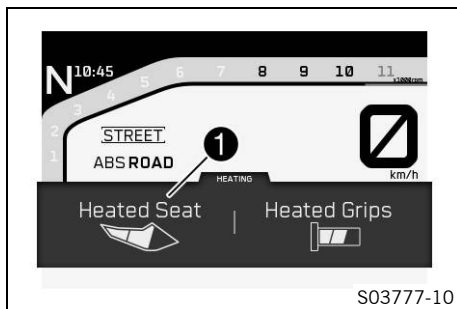 N 10:45
1 2 3 4 5 6 7 8 9 10 11
x1000rpm
STREET
ABS ROAD
1
0
km/h
HEATING
Heated Seat | Heated Grips
S03777-10